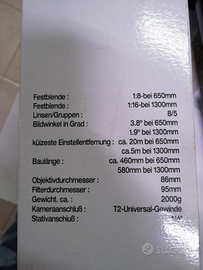 Festblende : 1:8-bei 650mm
Festblende : 1:16-bei 1300mm
Linsen/Gruppen : 8/5
Bildwinkel in Grad : 3.8° bei 650mm
1.9° bei 1300mm
küizeste Einstellentfernung : ca. 20m bei 650mm
ca.5m bei 1300mm
Baulänge : ca. 460mm bei 650mm
580mm bei 1300mm
Objektivdurchmesser : 86mm
Filterdurchmesser : 95mm
Gewicht. ca : 2000g
Kameraanschluß : T2-Universal-Gewinde
Stativanschluß :
subito